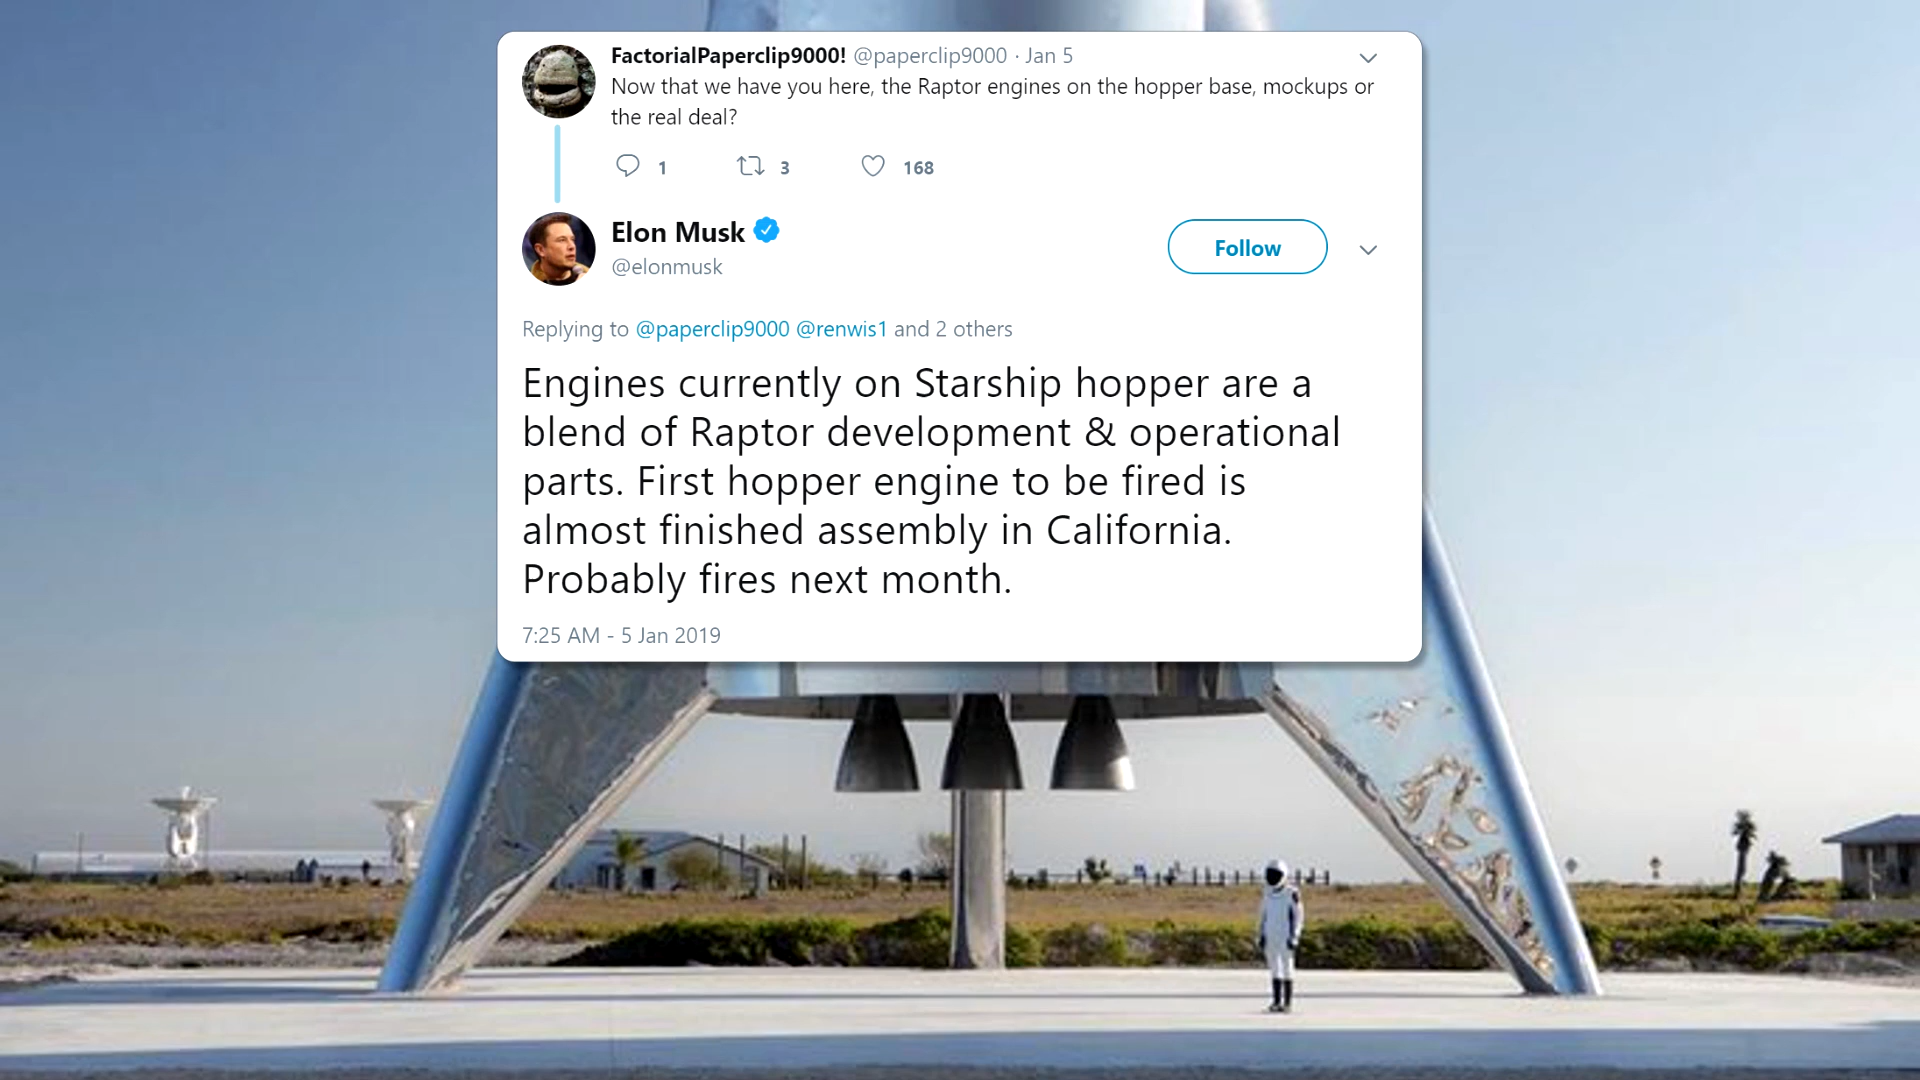 FactorialPaperclip9000! @paperclip9000 · Jan 5
Now that we have you here, the Raptor engines on the hopper base, mockups or
the real deal?
1 3 168
Elon Musk
@elonmusk
Follow
Replying to @paperclip9000 @renwis1 and 2 others
Engines currently on Starship hopper are a
blend of Raptor development & operational
parts. First hopper engine to be fired is
almost finished assembly in California.
Probably fires next month.
7:25 AM - 5 Jan 2019